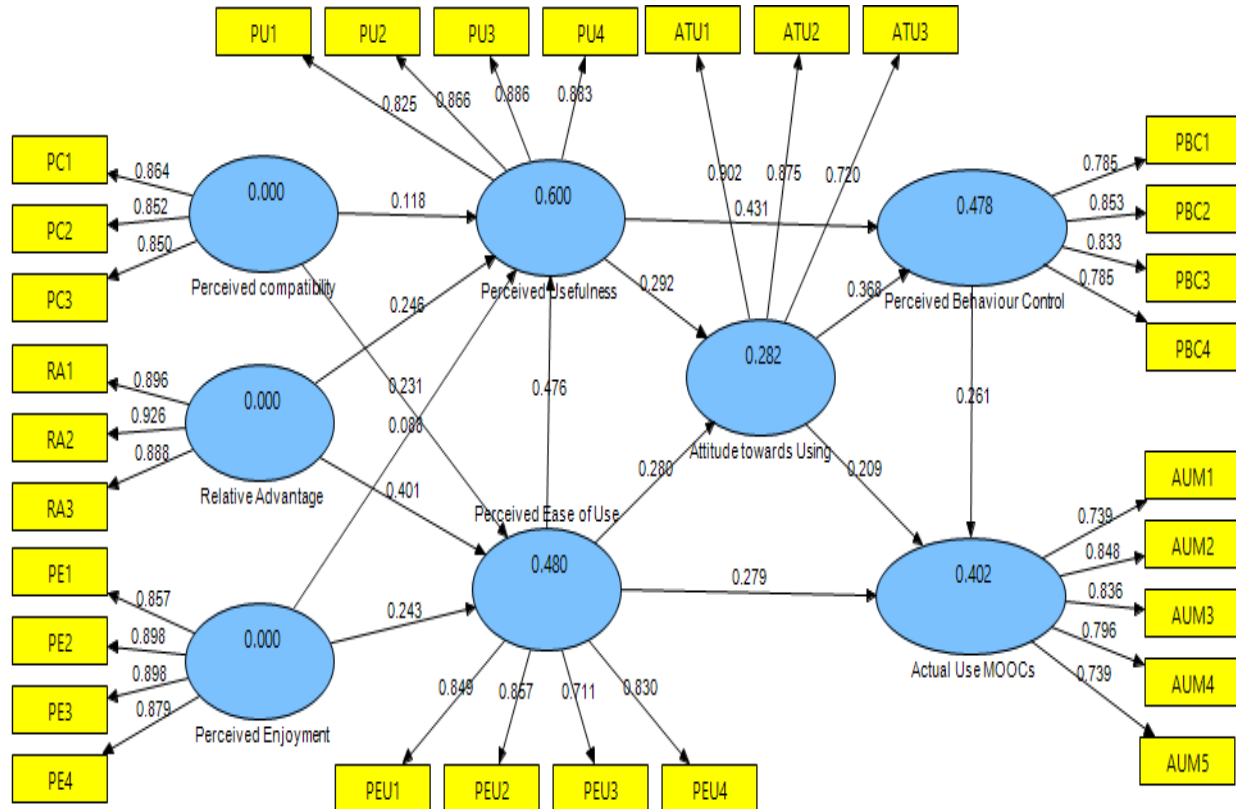 PU1
PU2
PU3
PU4
ATU1
ATU2
ATU3
0.825
0.866
0.886
0.883
0.902
0.875
0.720
PC1
PC2
PC3
0.864
0.852
0.850
0.000
Perceived compatibility
0.118
0.600
Perceived Usefulness
0.431
0.478
Perceived Behaviour Control
0.785
0.853
0.833
0.785
PBC1
PBC2
PBC3
PBC4
0.246
0.292
0.368
RA1
RA2
RA3
0.896
0.926
0.888
0.000
Relative Advantage
0.231
0.088
0.476
0.282
Attitude towards Using
0.261
0.401
0.280
0.209
PE1
PE2
PE3
PE4
0.857
0.898
0.898
0.879
0.000
Perceived Enjoyment
0.243
Perceived Ease of Use
0.480
0.279
0.402
Actual Use MOOCs
0.739
0.848
0.836
0.796
0.739
AUM1
AUM2
AUM3
AUM4
AUM5
0.849
0.857
0.711
0.830
PEU1
PEU2
PEU3
PEU4